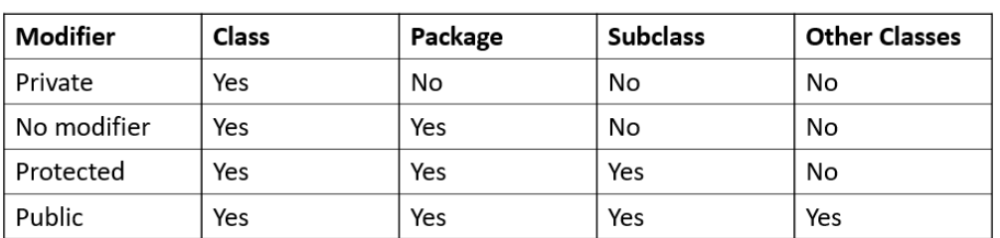 Modifier Class Package Subclass Other Classes
Private Yes No No No
No modifier Yes Yes No No
Protected Yes Yes Yes No
Public Yes Yes Yes Yes